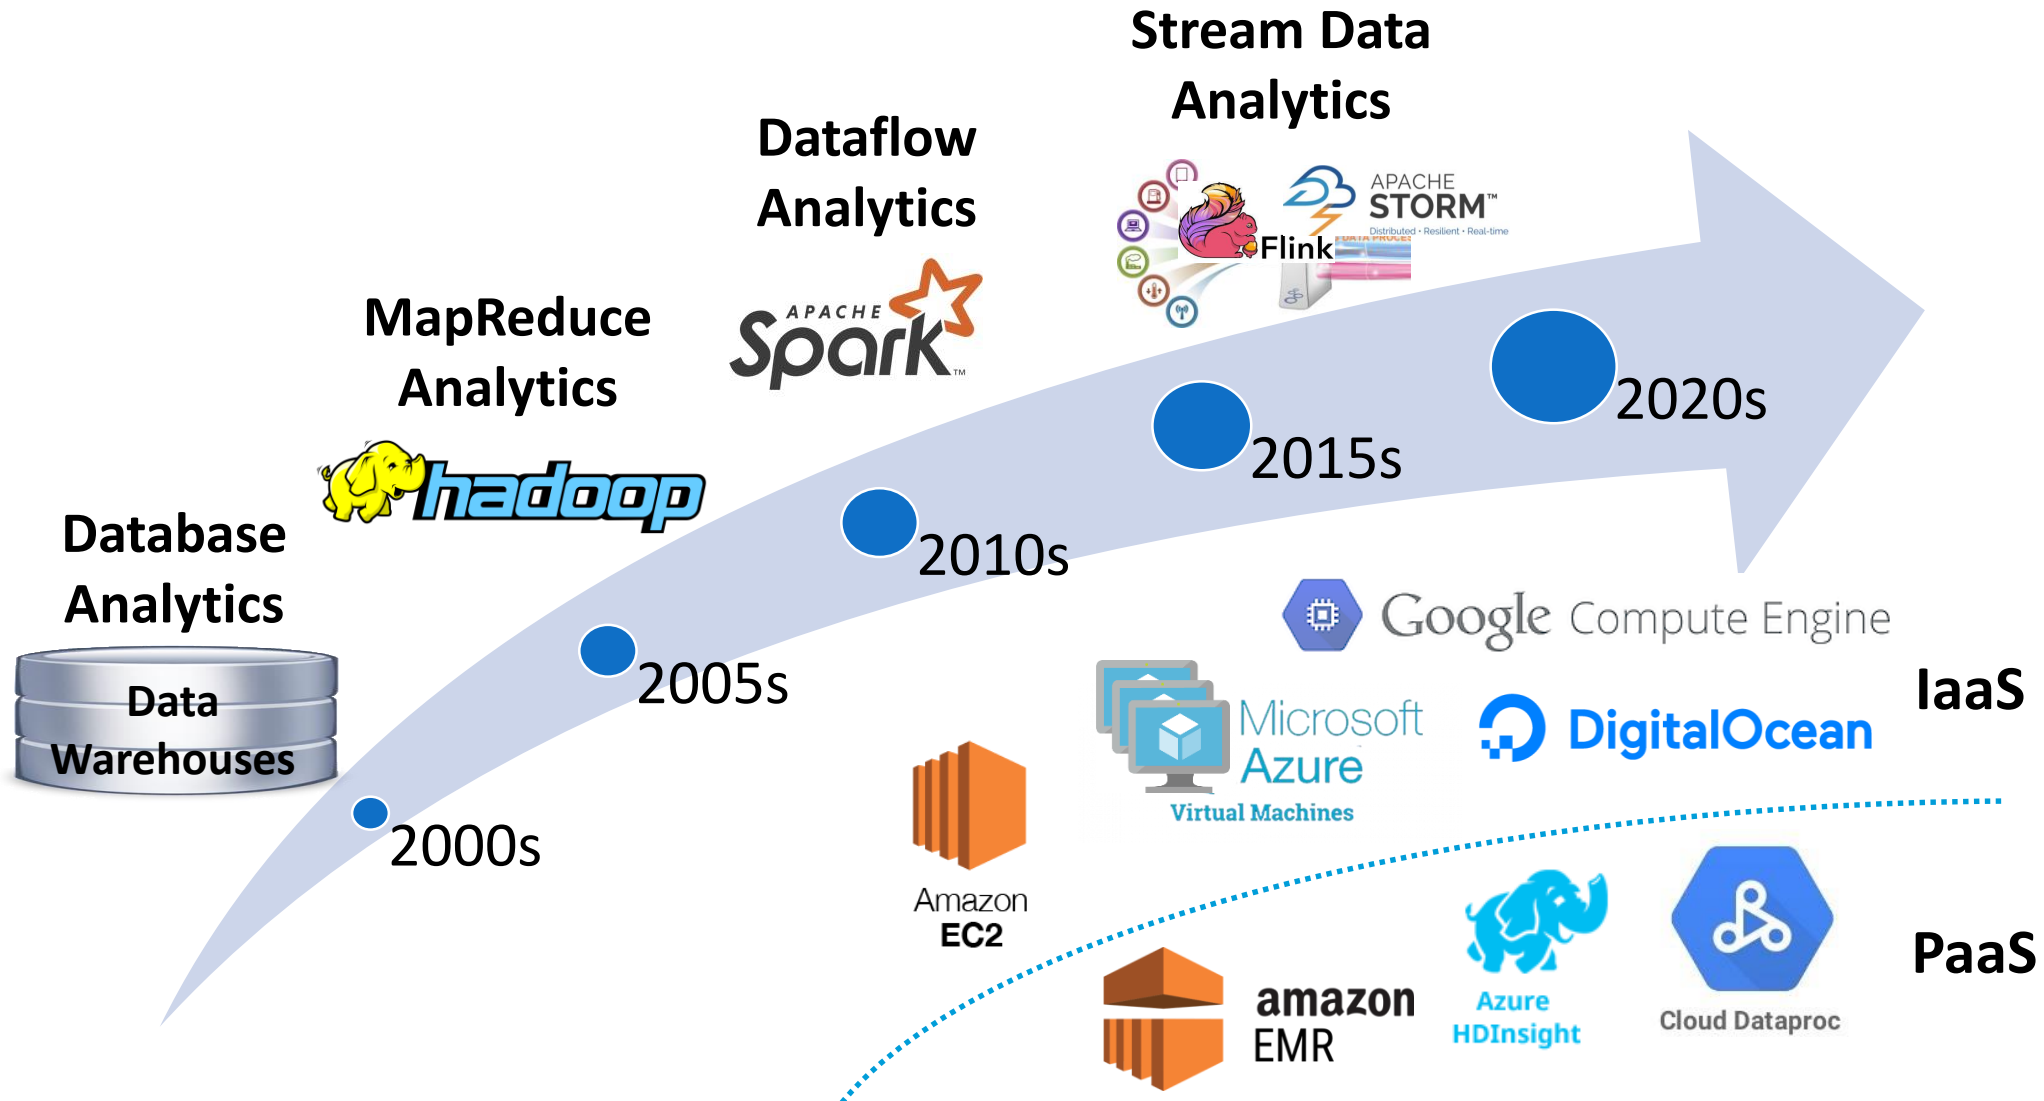 Stream Data
Analytics
Dataflow
Analytics
APACHE
STORM™
Distributed • Resilient • Real-time
Flink
MapReduce
Analytics
APACHE
Spark™
2020s
2015s
hadoop
Database
Analytics
2010s
Data
Warehouses
2005s
2000s
Google Compute Engine
IaaS
Microsoft
Azure
Virtual Machines
DigitalOcean
Amazon
EC2
PaaS
amazon
EMR
Azure
HDInsight
Cloud Dataproc